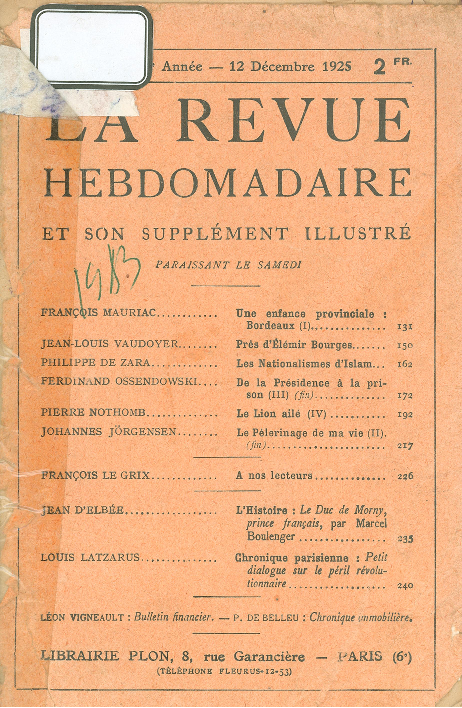 Année — 12 Décembre 1925 2 FR.
LA REVUE
HEBDOMADAIRE
ET SON SUPPLÉMENT ILLUSTRÉ
PARAISSANT LE SAMEDI
1983
FRANÇOIS MAURIAC............ Une enfance provinciale :
Bordeaux (I).............. 131
JEAN-LOUIS VAUDOYER........ Prés d'Élémir Bourges....... 150
PHILIPPE DE ZARA............ Les Nationalismes d'Islam... 162
FERDINAND OSSENDOWSKI.... De la Présidence à la pri-
son (III) (fin)............. 172
PIERRE NOTHOMB............. Le Lion ailé (IV)........... 192
JOHANNES JÖRGENSEN........ Le Pèlerinage de ma vie (II).
(fin)...................... 217
FRANÇOIS LE GRIX............ A nos lecteurs............. 226
JEAN D'ELBÉE................ L'Histoire : Le Duc de Morny,
prince français, par Marcel
Boulenger................ 235
LOUIS LATZARUS............. Chronique parisienne : Petit
dialogue sur le péril révolu-
tionnaire.................. 240
LÉON VIGNEAULT : Bulletin financier. — P. DE BELLEU : Chronique immobilière.
LIBRAIRIE PLON, 8, rue Garancière — PARIS (6e)
(TÉLÉPHONE FLEURUS-12-53)